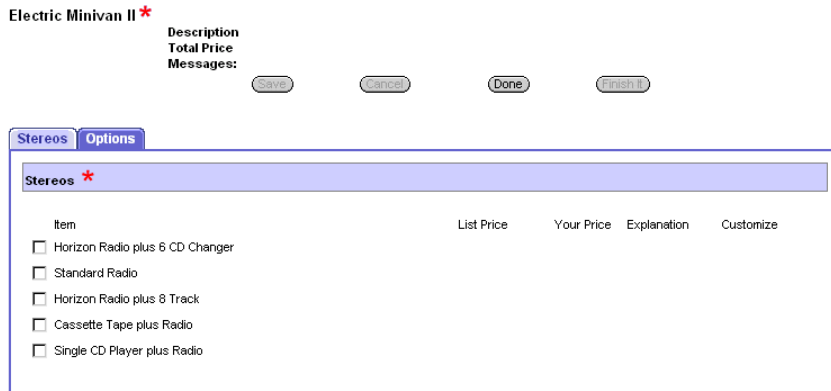 Electric Minivan II *
Description
Total Price
Messages:
Save Cancel Done Finish It
Stereos Options
Stereos *
Item List Price Your Price Explanation Customize
Horizon Radio plus 6 CD Changer
Standard Radio
Horizon Radio plus 8 Track
Cassette Tape plus Radio
Single CD Player plus Radio